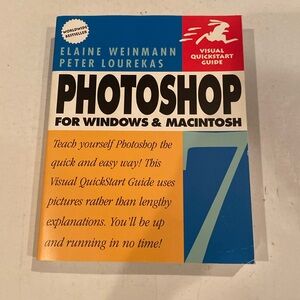 WORLDWIDE
BESTSELLER
ELAINE WEINMANN
PETER LOUREKAS
VISUAL
QUICKSTART
GUIDE
PHOTOSHOP
FOR WINDOWS & MACINTOSH
Teach yourself Photoshop the
quick and easy way! This
Visual QuickStart Guide uses
pictures rather than lengthy
explanations. You'll be up
and running in no time!
7